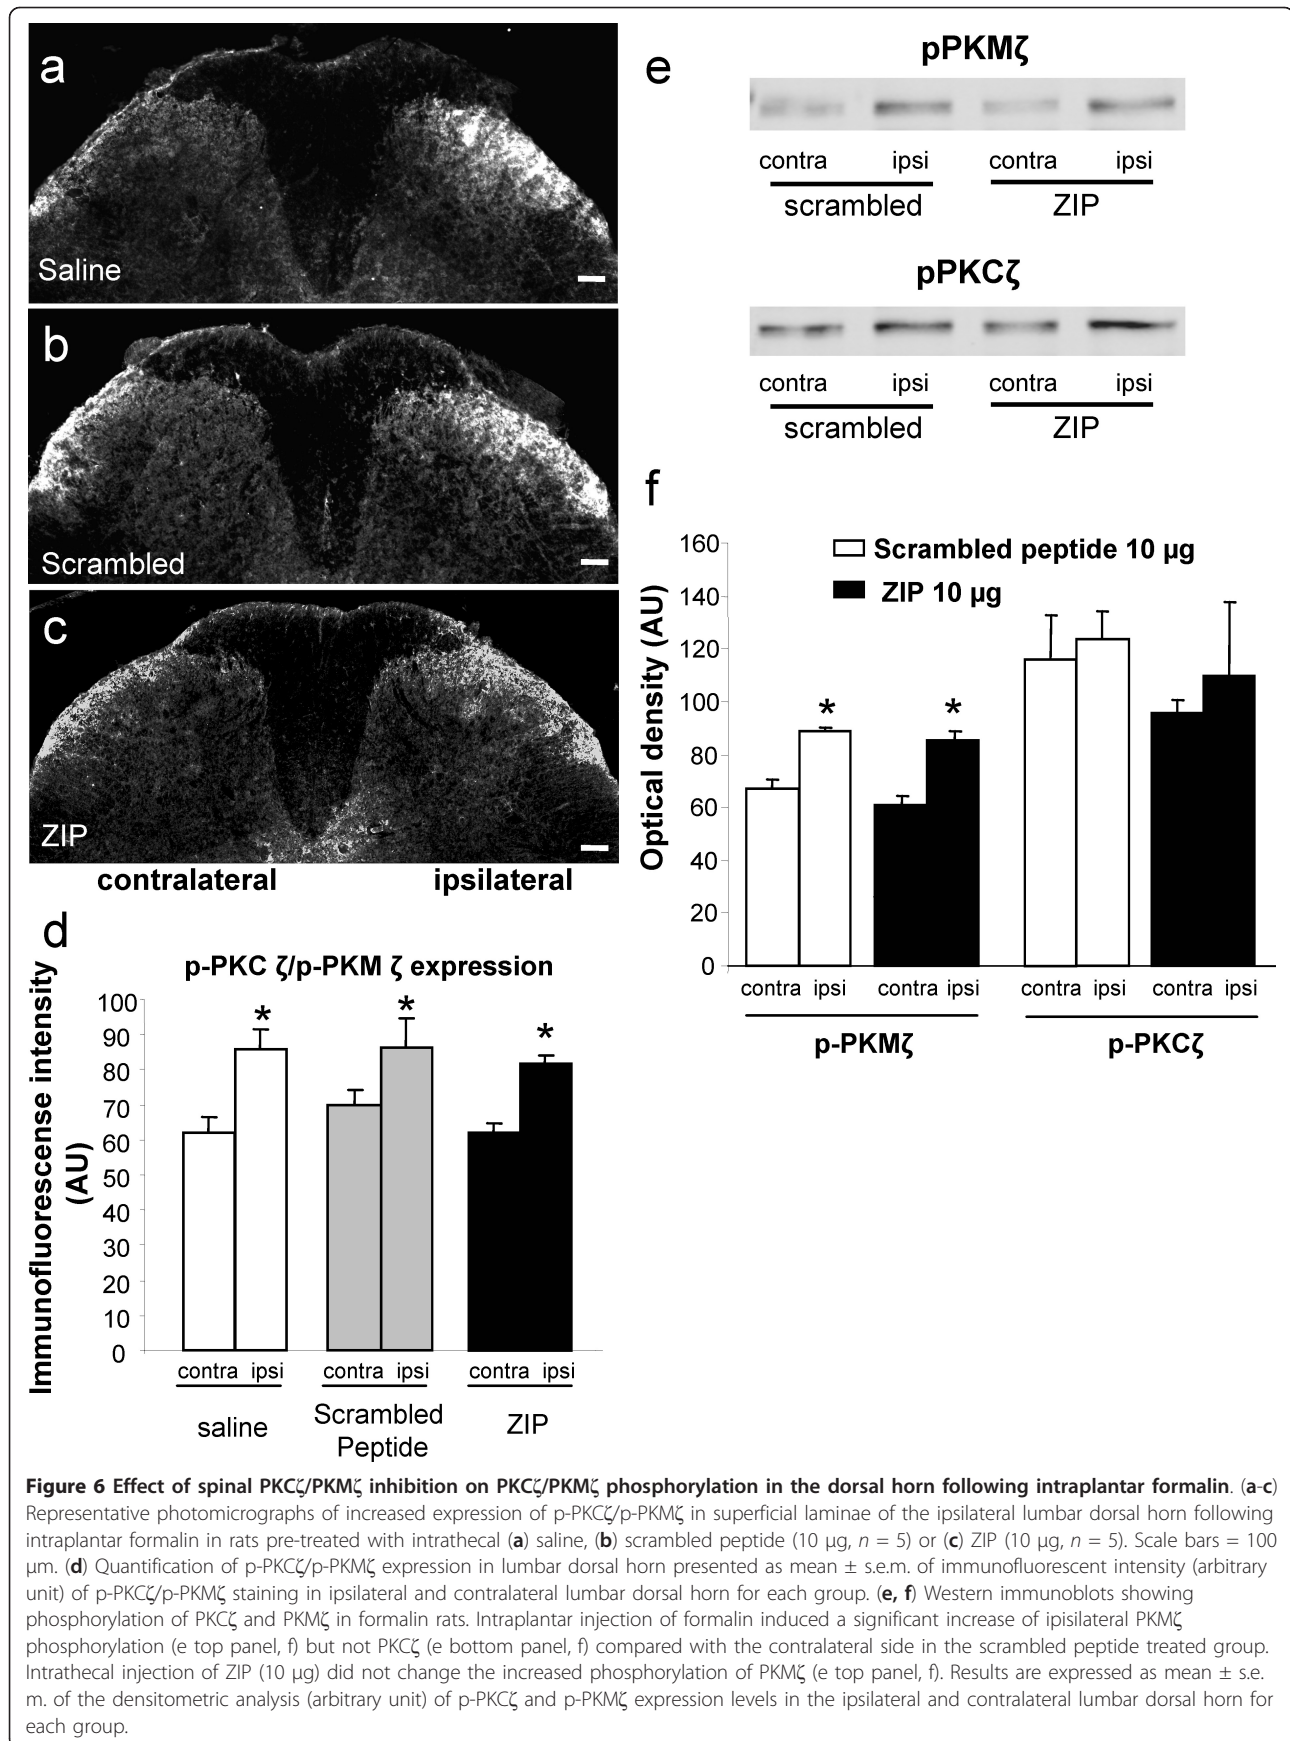 a
Saline
b
Scrambled
c
ZIP
contralateral ipsilateral
d
p-PKC ζ/p-PKM ζ expression
Immunofluorescense intensity
(AU)
100
90
80
70
60
50
40
30
20
10
0
* * *
contra ipsi contra ipsi contra ipsi
saline
Scrambled
Peptide
ZIP
e
pPKMζ
contra ipsi contra ipsi
scrambled ZIP
pPKCζ
contra ipsi contra ipsi
scrambled ZIP
f
Optical density (AU)
160
140
120
100
80
60
40
20
0
Scrambled peptide 10 µg
ZIP 10 µg
* *
contra ipsi contra ipsi contra ipsi contra ipsi
p-PKMζ p-PKCζ
Figure 6 Effect of spinal PKCζ/PKMζ inhibition on PKCζ/PKMζ phosphorylation in the dorsal horn following intraplantar formalin. (a-c)
Representative photomicrographs of increased expression of p-PKCζ/p-PKMζ in superficial laminae of the ipsilateral lumbar dorsal horn following
intraplantar formalin in rats pre-treated with intrathecal (a) saline, (b) scrambled peptide (10 μg, n = 5) or (c) ZIP (10 μg, n = 5). Scale bars = 100
μm. (d) Quantification of p-PKCζ/p-PKMζ expression in lumbar dorsal horn presented as mean ± s.e.m. of immunofluorescent intensity (arbitrary
unit) of p-PKCζ/p-PKMζ staining in ipsilateral and contralateral lumbar dorsal horn for each group. (e, f) Western immunoblots showing
phosphorylation of PKCζ and PKMζ in formalin rats. Intraplantar injection of formalin induced a significant increase of ipisilateral PKMζ
phosphorylation (e top panel, f) but not PKCζ (e bottom panel, f) compared with the contralateral side in the scrambled peptide treated group.
Intrathecal injection of ZIP (10 μg) did not change the increased phosphorylation of PKMζ (e top panel, f). Results are expressed as mean ± s.e.
m. of the densitometric analysis (arbitrary unit) of p-PKCζ and p-PKMζ expression levels in the ipsilateral and contralateral lumbar dorsal horn for
each group.